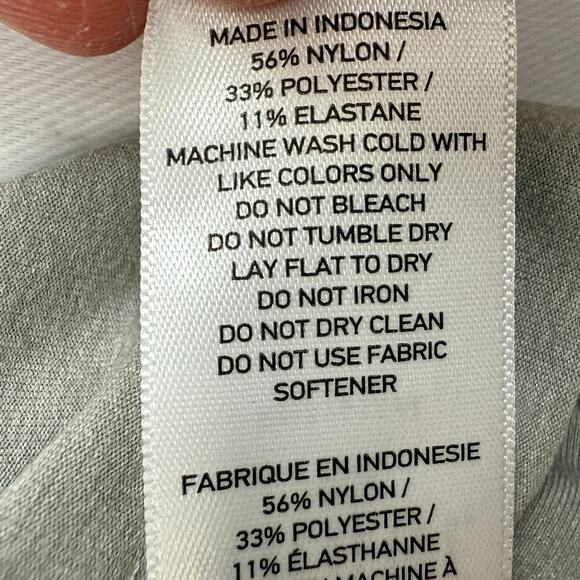 MADE IN INDONESIA
56% NYLON /
33% POLYESTER /
11% ELASTANE
MACHINE WASH COLD WITH
LIKE COLORS ONLY
DO NOT BLEACH
DO NOT TUMBLE DRY
LAY FLAT TO DRY
DO NOT IRON
DO NOT DRY CLEAN
DO NOT USE FABRIC
SOFTENER
FABRIQUE EN INDONESIE
56% NYLON /
33% POLYESTER /
11% ÉLASTHANNE
MACHINE À